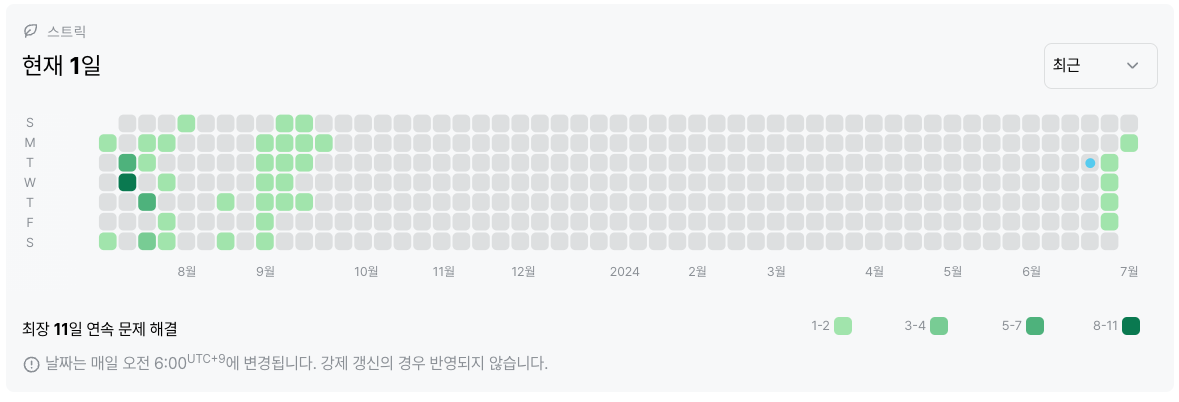 스트릭
현재 1일
최근
S
M
T
W
T
F
S
8월 9월 10월 11월 12월 2024 2월 3월 4월 5월 6월 7월
최장 11일 연속 문제 해결
1-2 3-4 5-7 8-11
날짜는 매일 오전 6:00UTC+9에 변경됩니다. 강제 갱신의 경우 반영되지 않습니다.